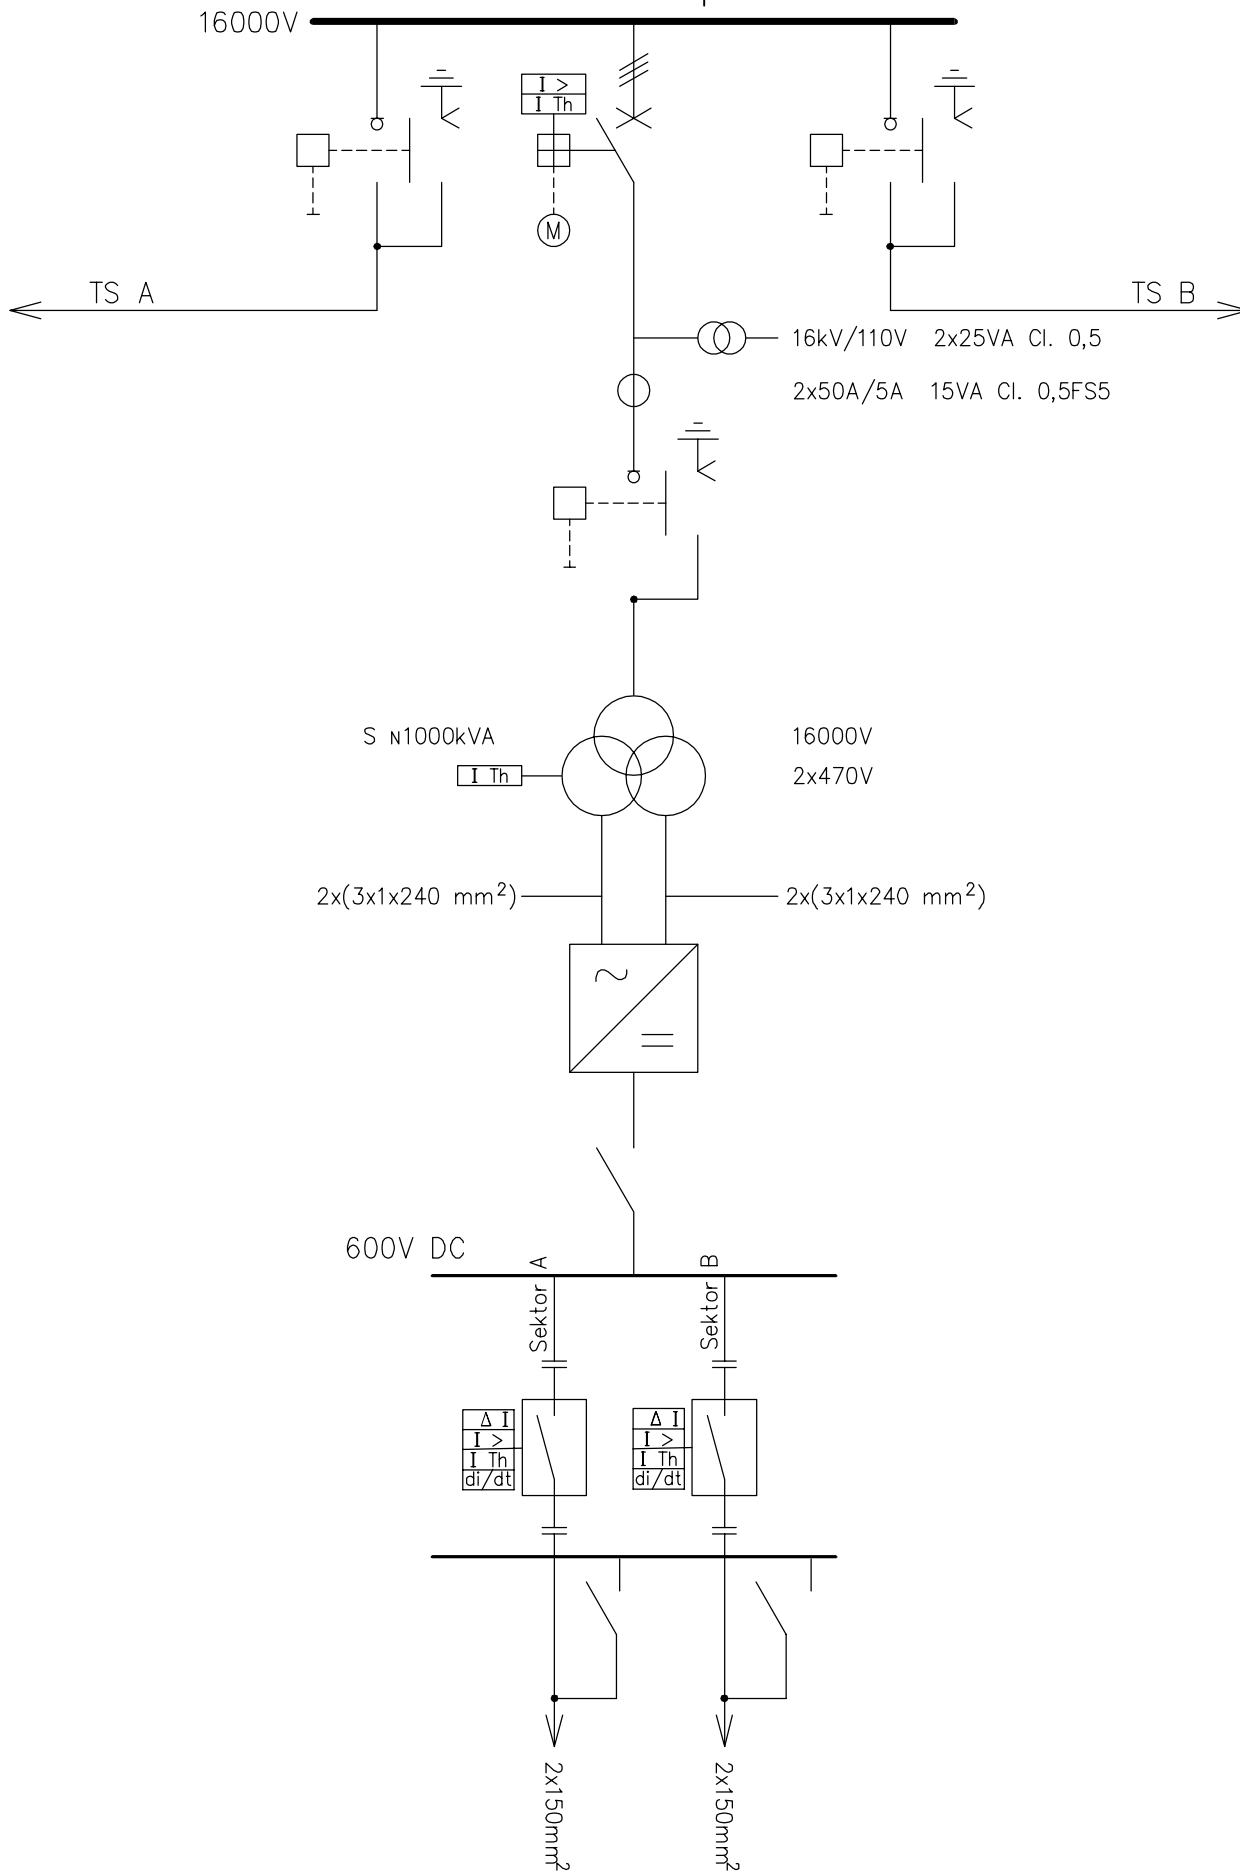 16000V
I >
I Th
M
TS A
TS B
16kV/110V 2x25VA Cl. 0,5
2x50A/5A 15VA Cl. 0,5FS5
S N1000kVA
16000V
I Th
2x470V
2x(3x1x240 mm²)
2x(3x1x240 mm²)
600V DC
Sektor A
Sektor B
Δ I
I >
I Th
di/dt
Δ I
I >
I Th
di/dt
2x150mm²
2x150mm²